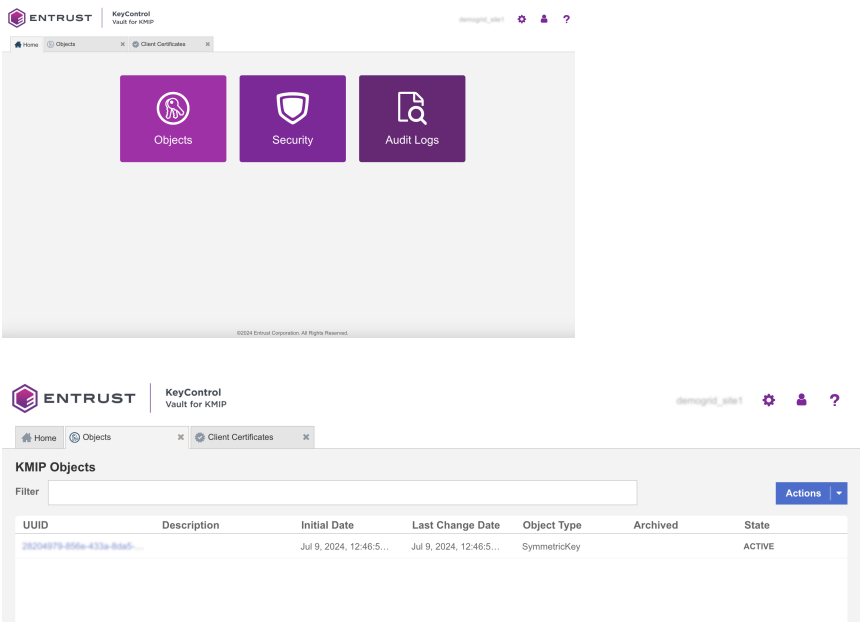 ENTRUST
KeyControl
Vault for KMIP
demogrid_site1
?
Home
Objects
Client Certificates
Objects
Security
Audit Logs
©2024 Entrust Corporation. All Rights Reserved.
ENTRUST
KeyControl
Vault for KMIP
demogrid_site1
?
Home
Objects
Client Certificates
KMIP Objects
Filter
Actions
UUID Description Initial Date Last Change Date Object Type Archived State
Jul 9, 2024, 12:46:5... Jul 9, 2024, 12:46:5... SymmetricKey ACTIVE